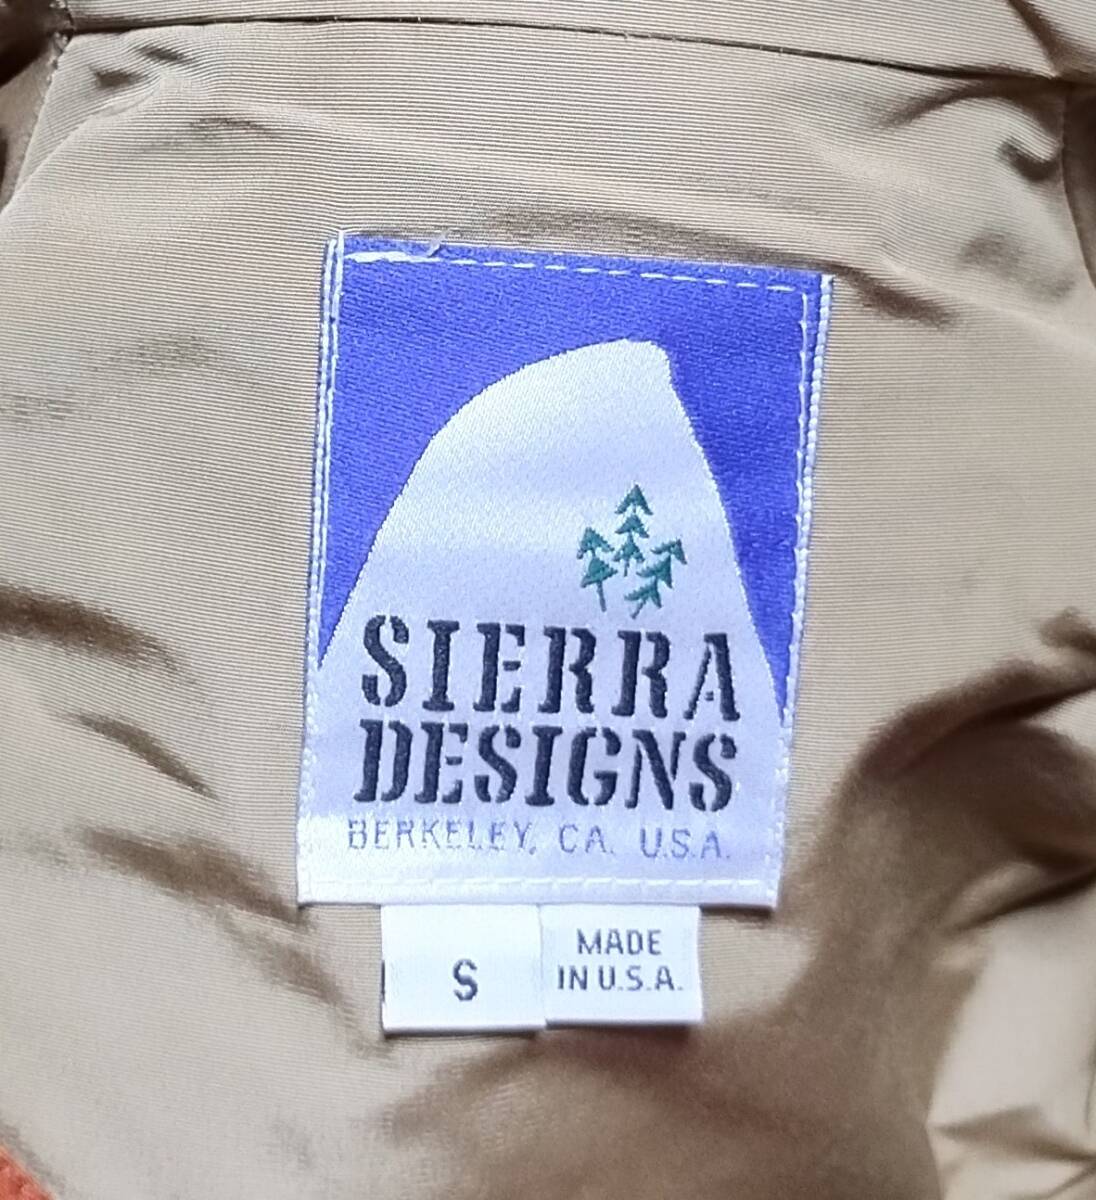 SIERRA
DESIGNS
BERKELEY, CA. U.S.A.
S
MADE
IN U.S.A.